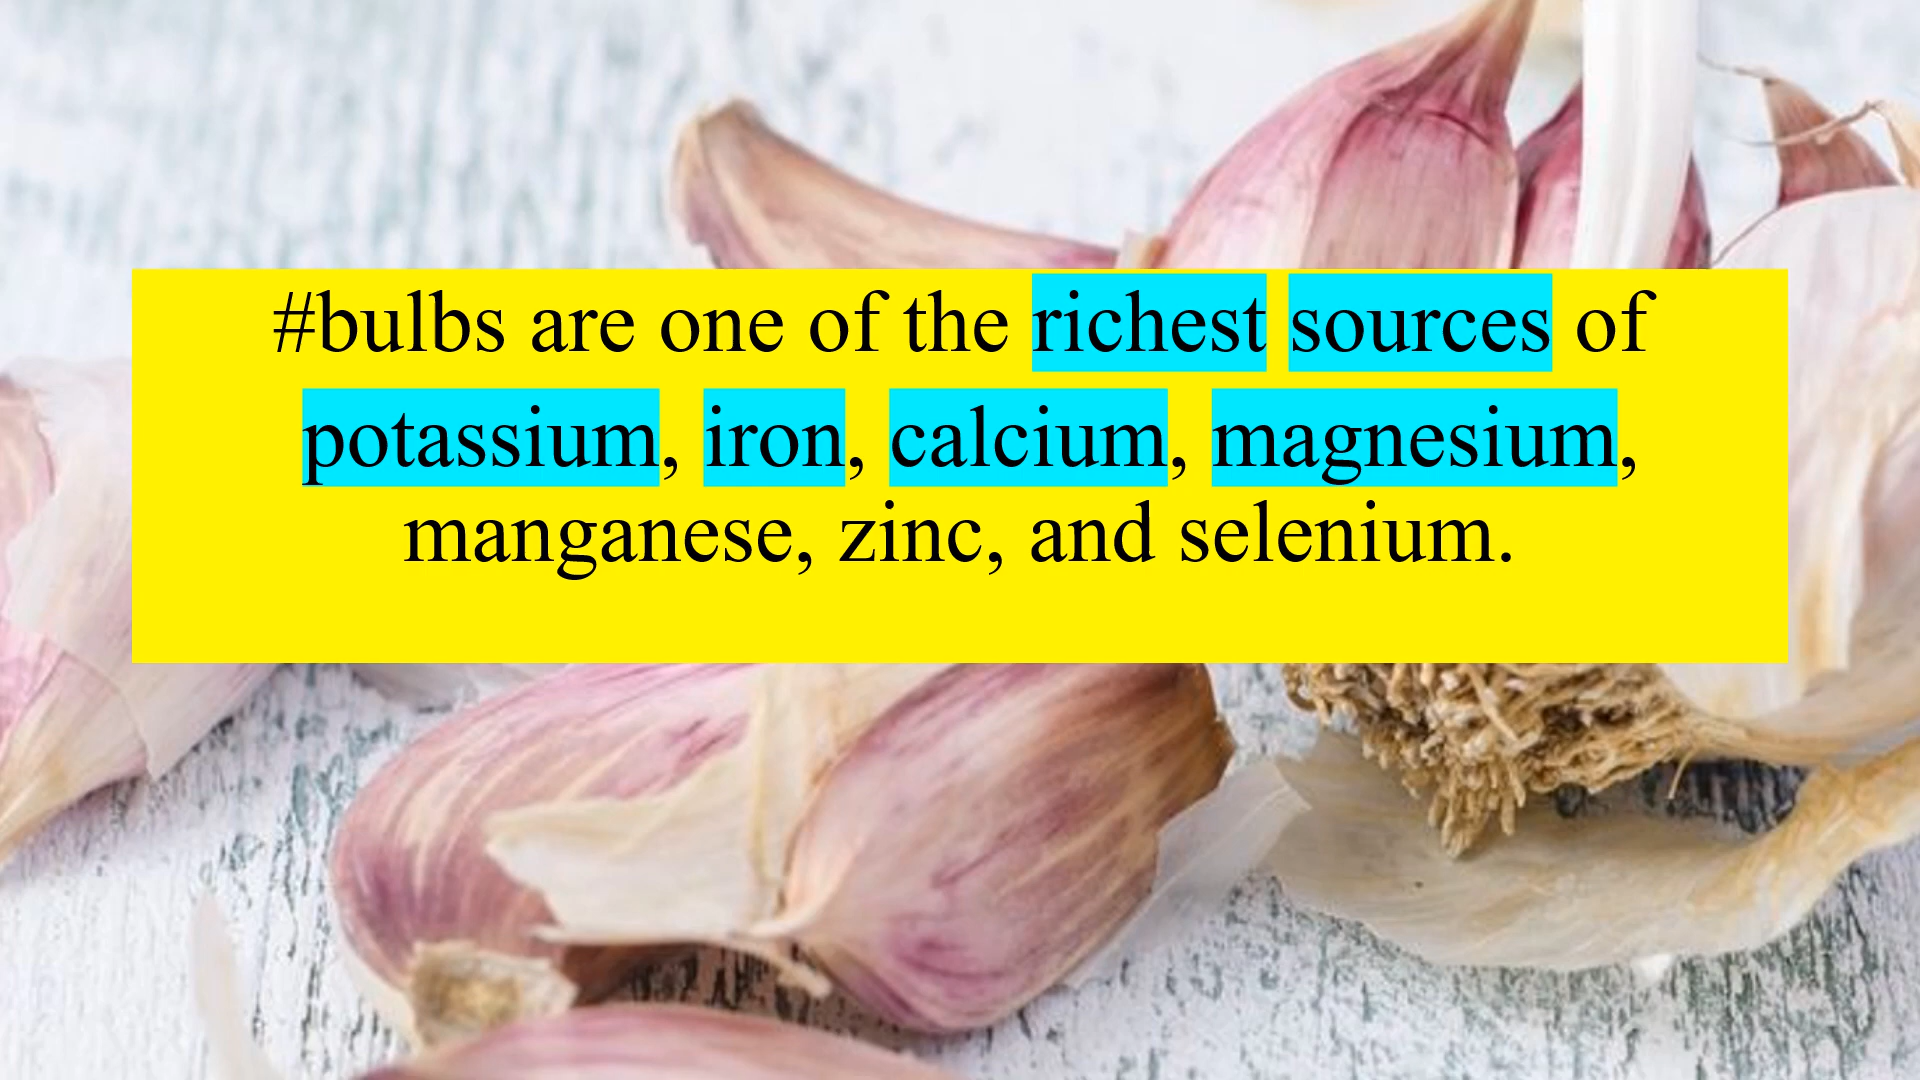 #bulbs are one of the richest sources of
potassium, iron, calcium, magnesium,
manganese, zinc, and selenium.